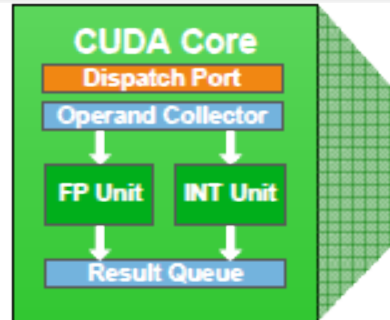 CUDA Core
Dispatch Port
Operand Collector
FP Unit
INT Unit
Result Queue